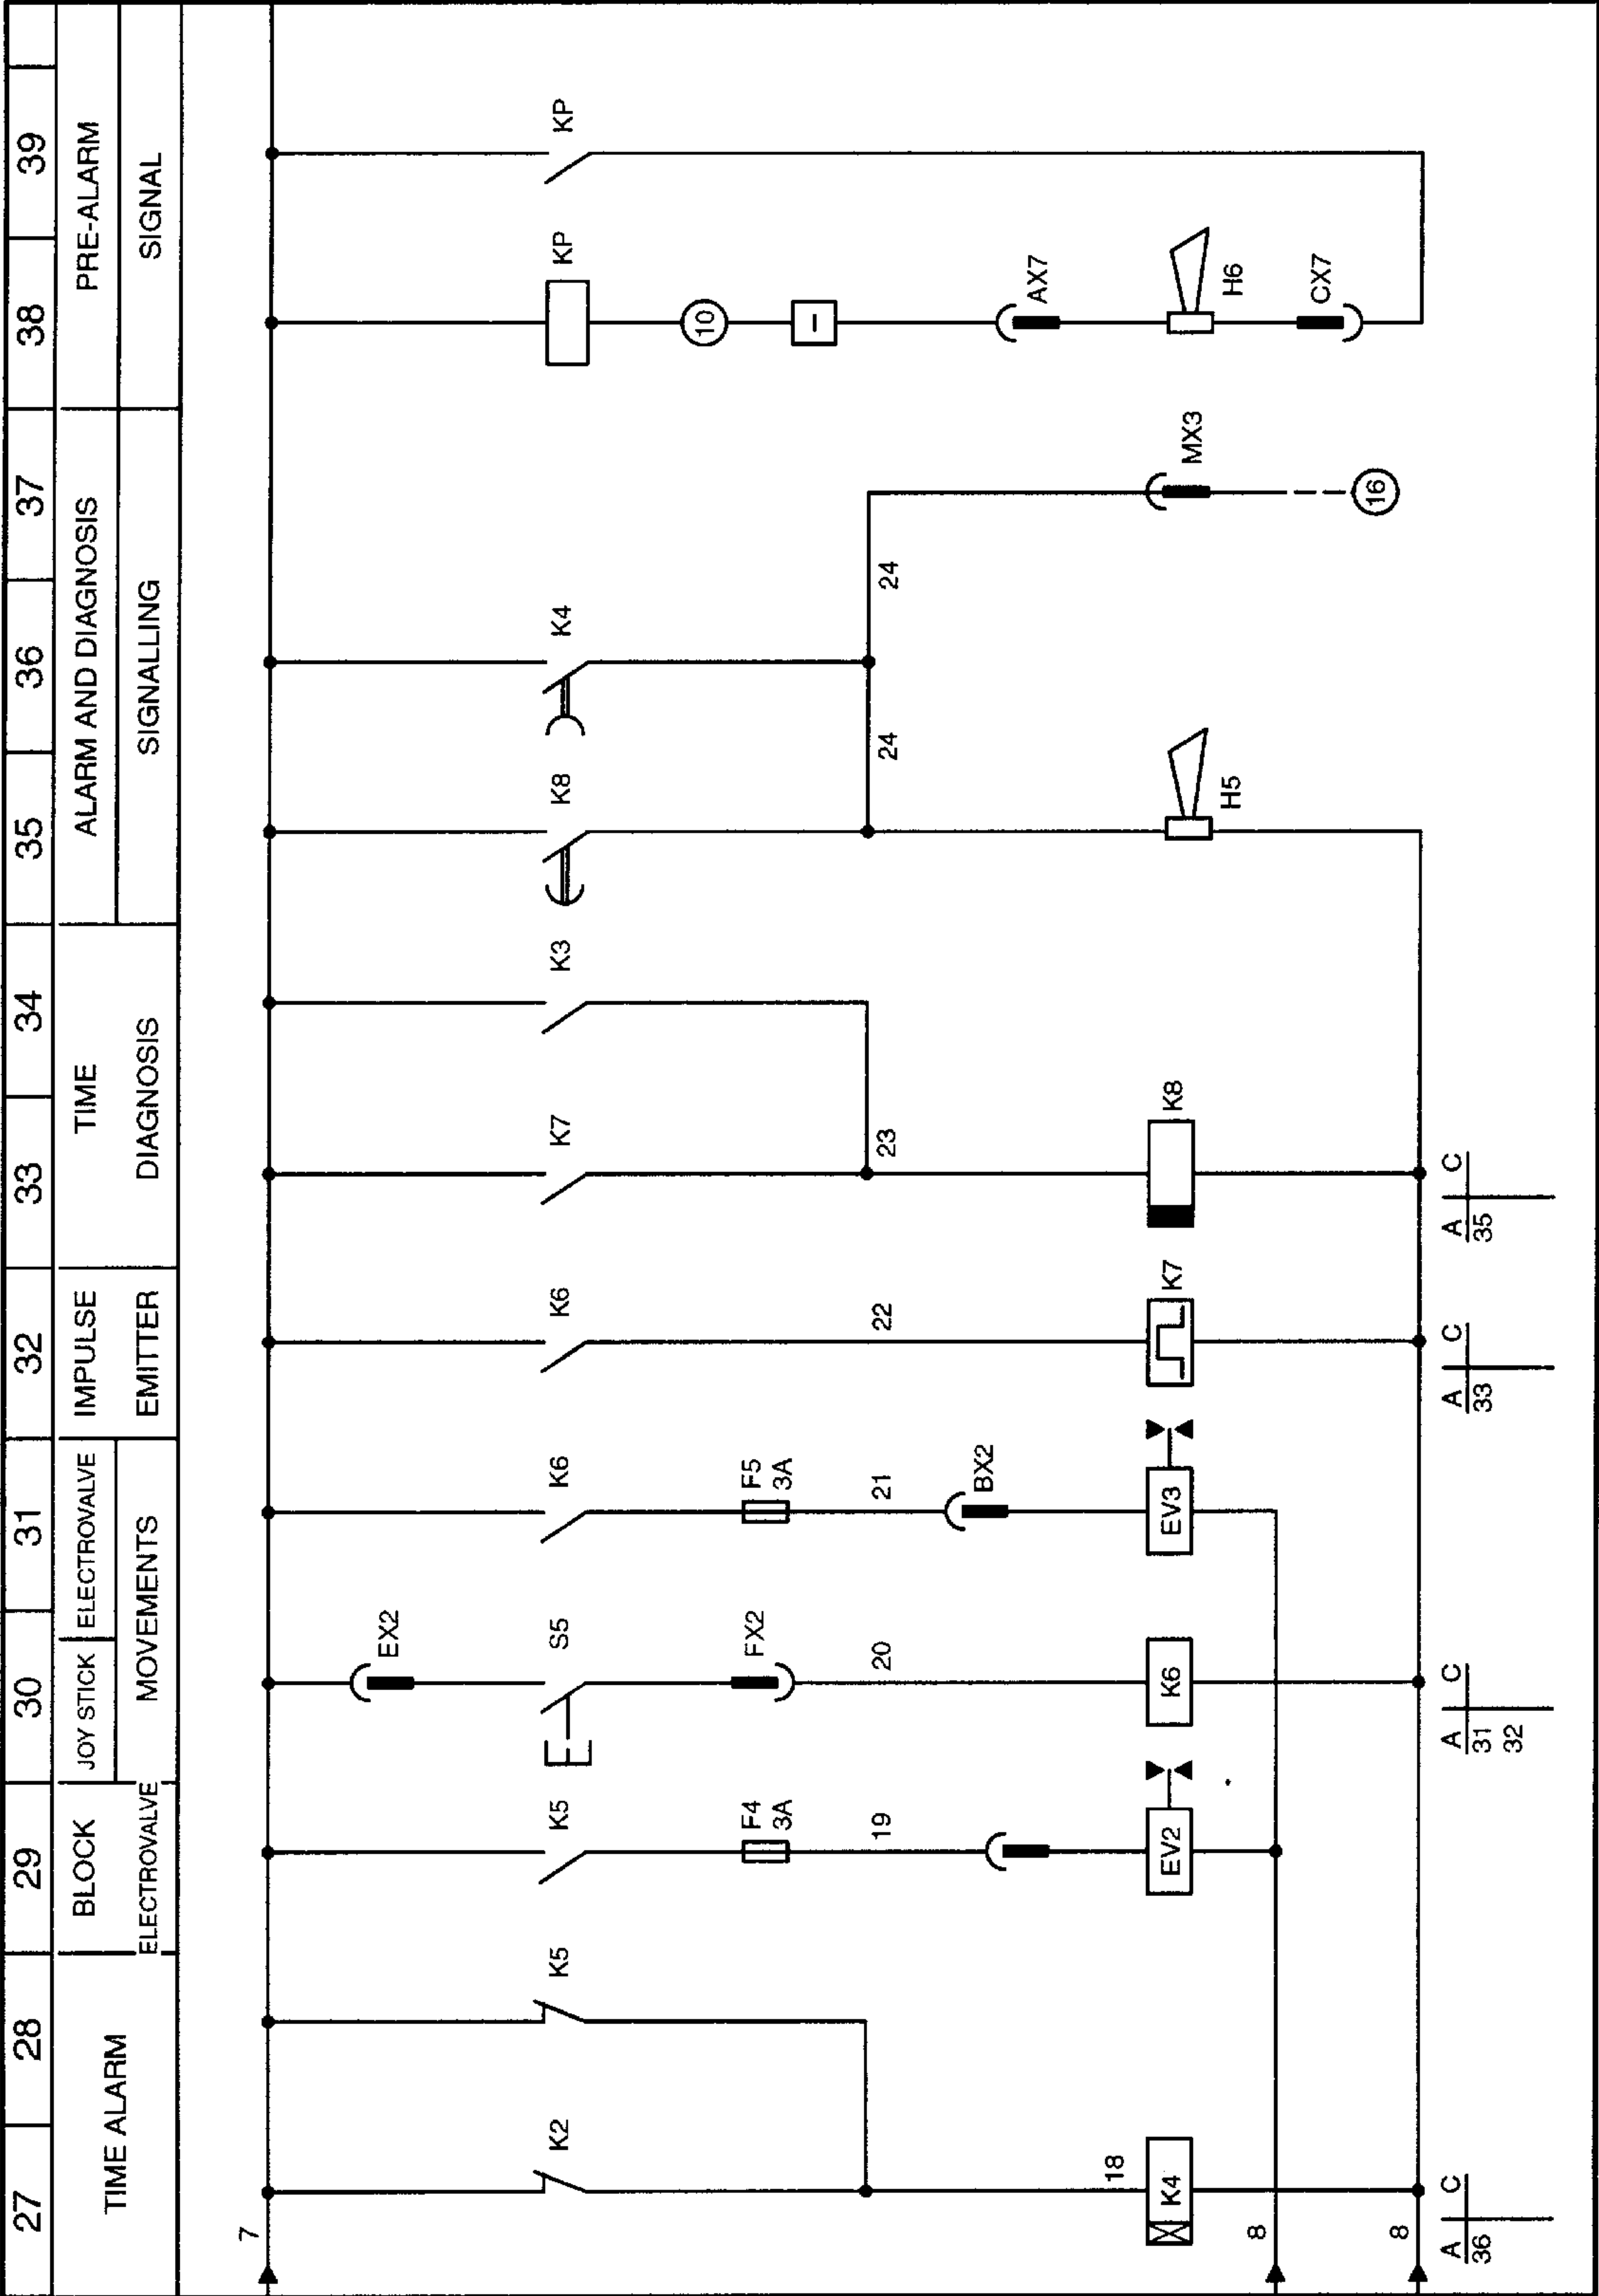 27 28 29 30 31 32 33 34 35 36 37 38 39
TIME ALARM
BLOCK
ELECTROVALVE
JOY STICK ELECTROVALVE
MOVEMENTS
IMPULSE
EMITTER
TIME
DIAGNOSIS
ALARM AND DIAGNOSIS
SIGNALLING
PRE-ALARM
SIGNAL
7
EX2
K2 K5 K5 S5 K6 K6 K7 K3 K8 K4 KP KP
F4
3A
F5
3A
FX2
10
-
19 20 21 22 23 24 24
BX2
AX7
18
K4 EV2 K6 EV3 K7 K8 H5 MX3 H6
CX7
8
16
8
A C
36
A C
31
32
A C
33
A C
35